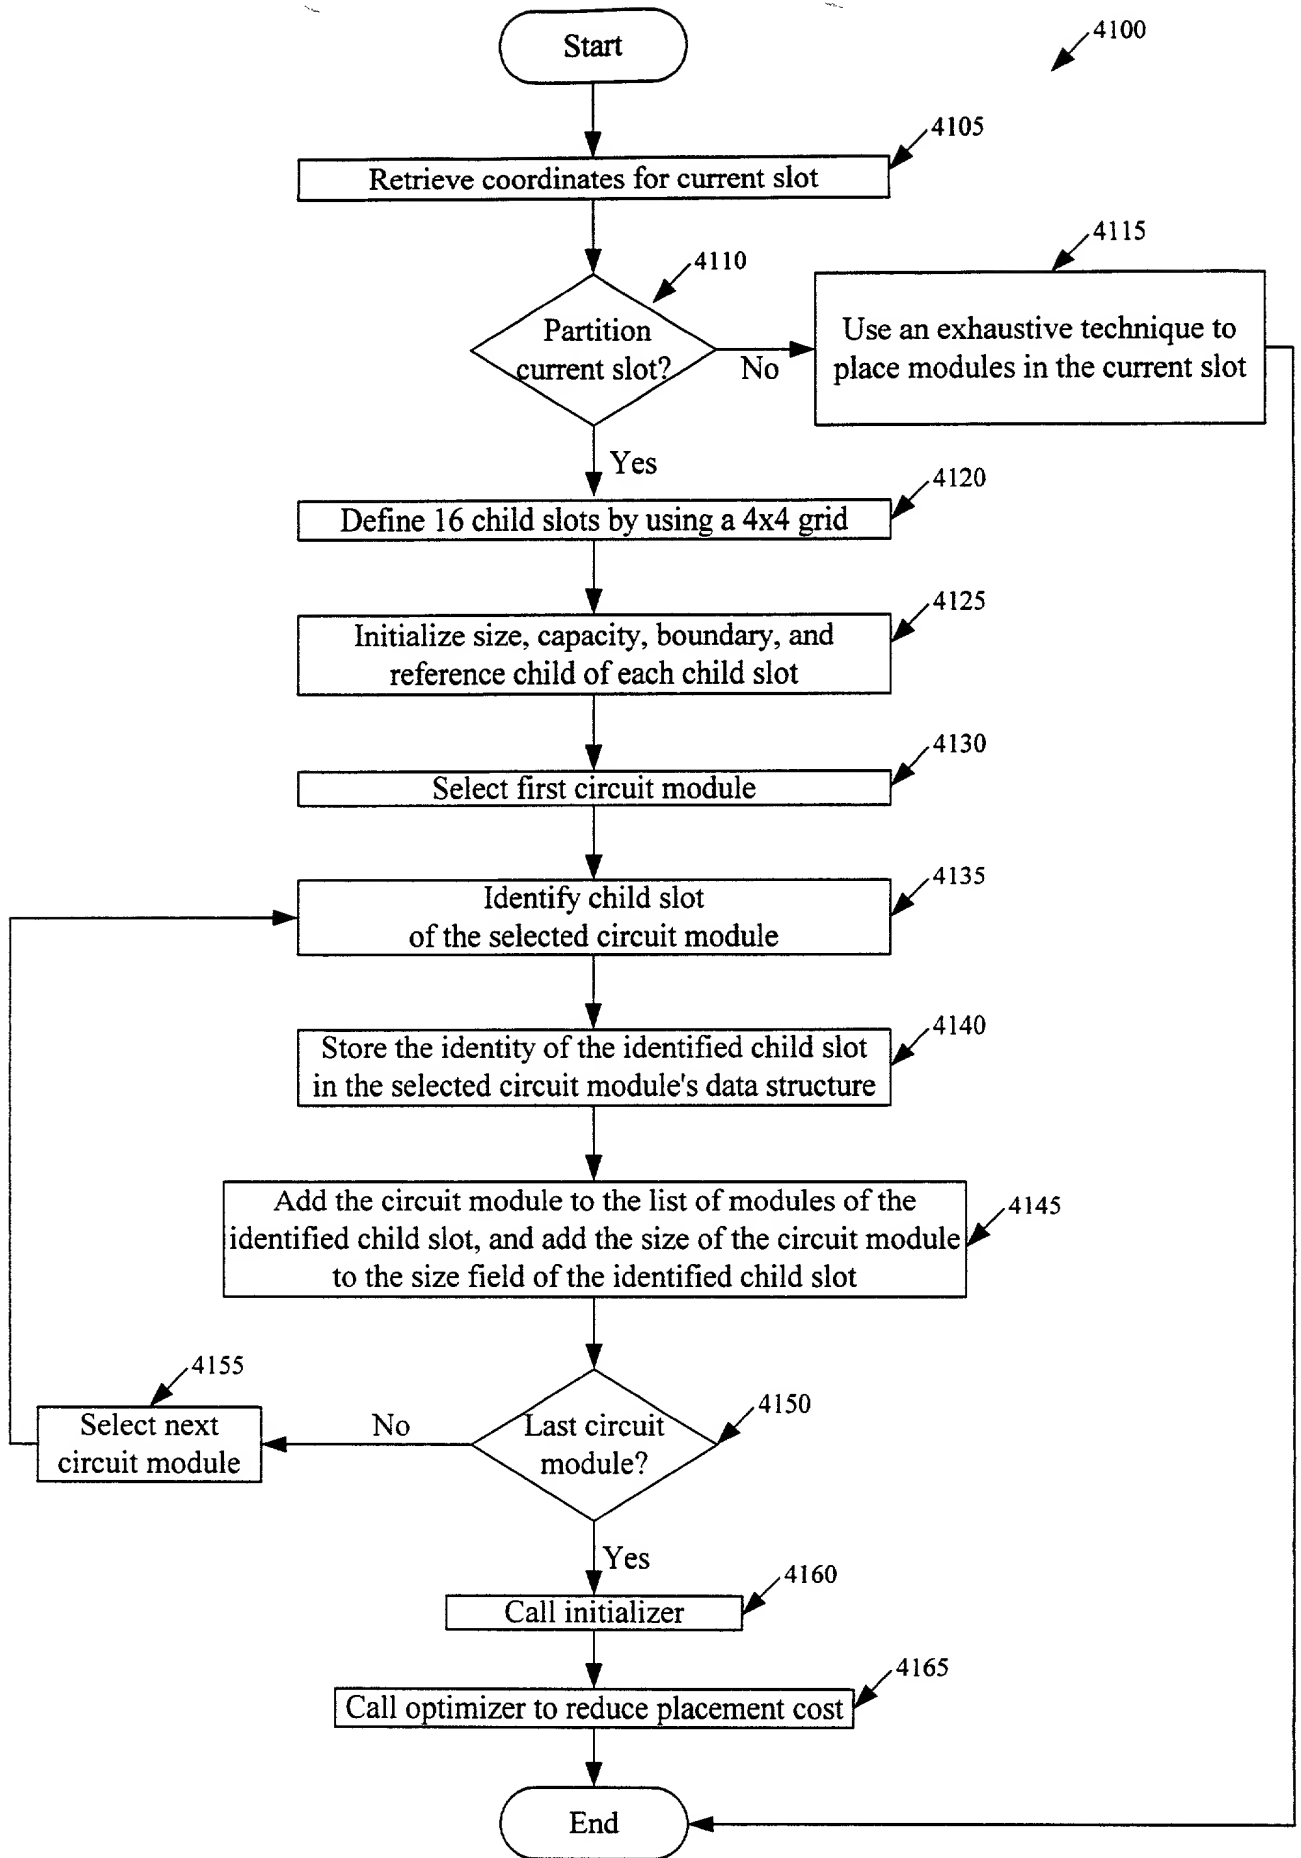 Start
4100
4105
Retrieve coordinates for current slot
4110
4115
Partition
current slot?
No
Use an exhaustive technique to
place modules in the current slot
Yes
4120
Define 16 child slots by using a 4x4 grid
4125
Initialize size, capacity, boundary, and
reference child of each child slot
4130
Select first circuit module
4135
Identify child slot
of the selected circuit module
4140
Store the identity of the identified child slot
in the selected circuit module's data structure
4145
Add the circuit module to the list of modules of the
identified child slot, and add the size of the circuit module
to the size field of the identified child slot
4155
Select next
circuit module
No
4150
Last circuit
module?
Yes
4160
Call initializer
4165
Call optimizer to reduce placement cost
End